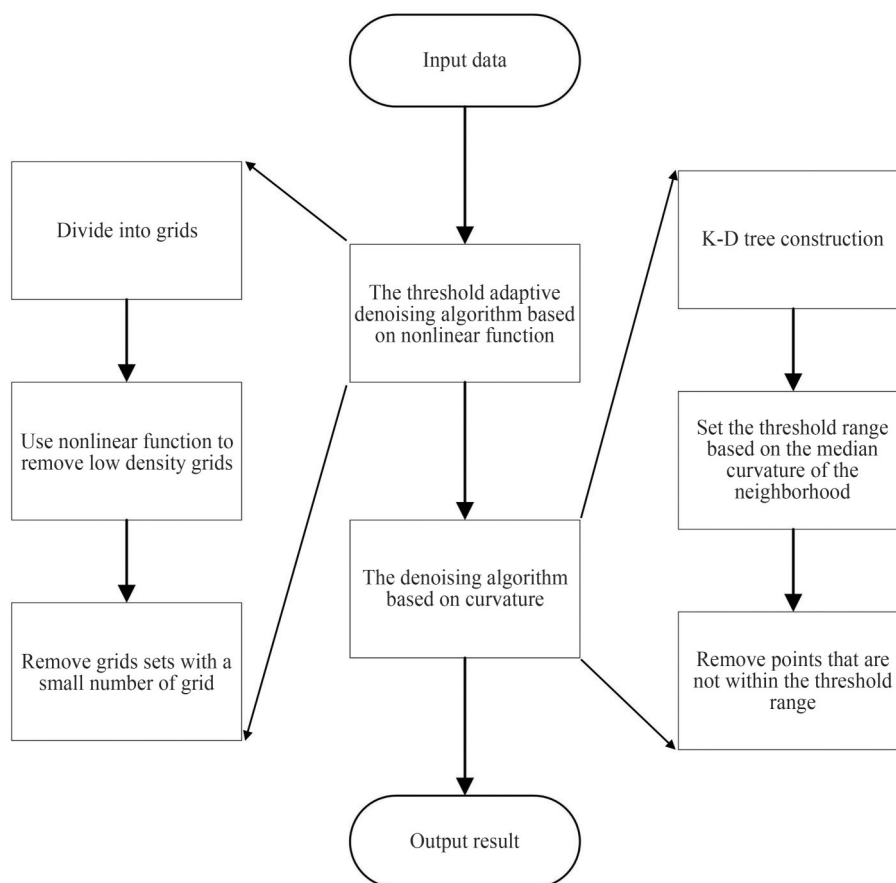 Input data
Divide into grids
K-D tree construction
The threshold adaptive
denoising algorithm based
on nonlinear function
Use nonlinear function to
remove low density grids
Set the threshold range
based on the median
curvature of the
neighborhood
The denoising algorithm
based on curvature
Remove grids sets with a
small number of grid
Remove points that are
not within the threshold
range
Output result